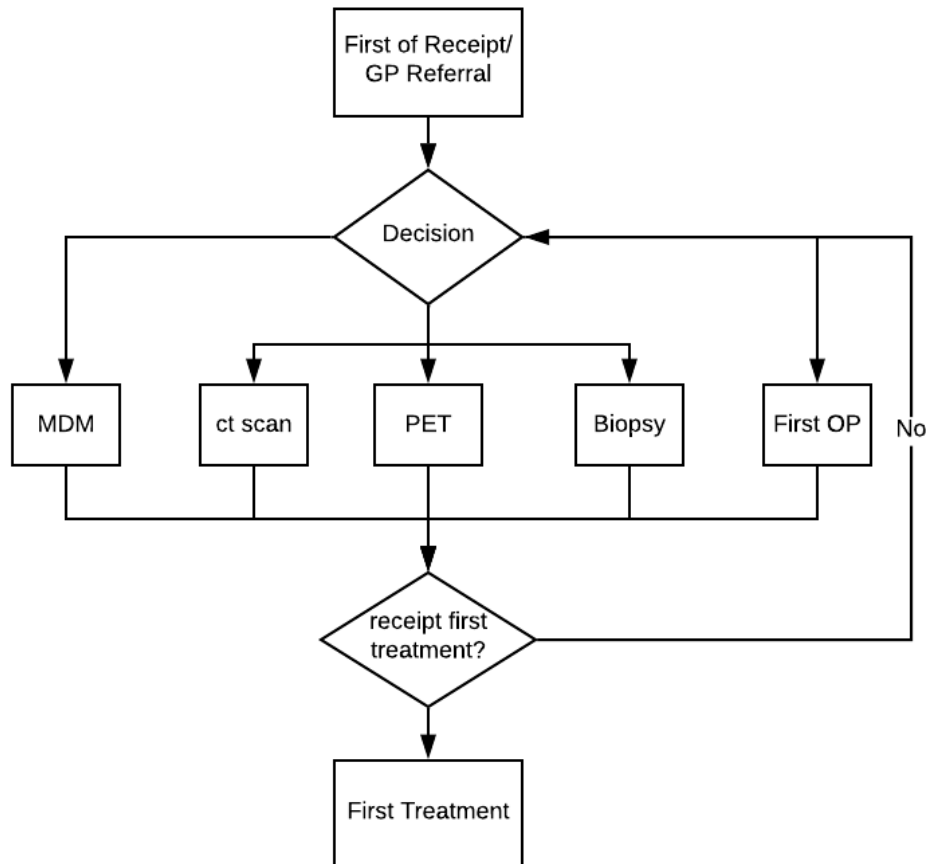 First of Receipt/
GP Referral
Decision
MDM
ct scan
PET
Biopsy
First OP
No
receipt first
treatment?
First Treatment